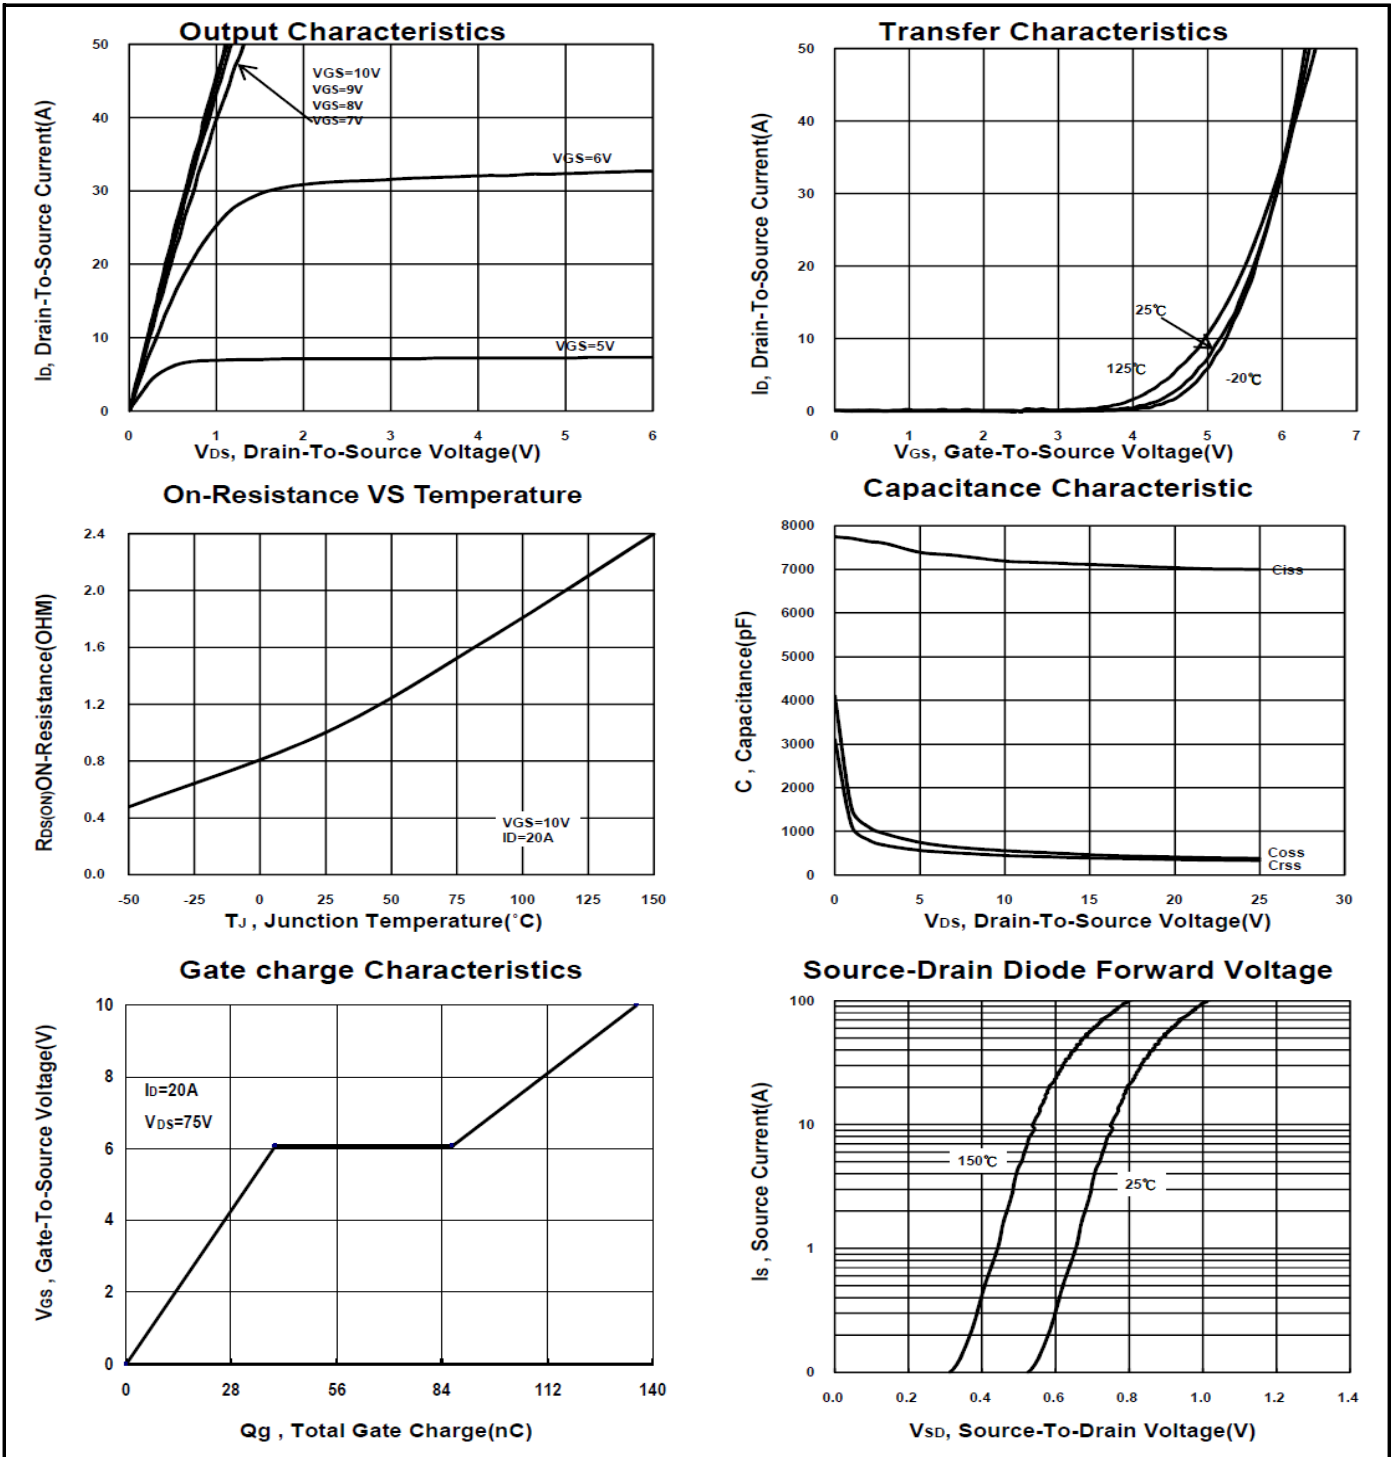 Output Characteristics
50
40
30
20
10
0
ID, Drain-To-Source Current(A)
VGS=10V
VGS=9V
VGS=8V
VGS=7V
VGS=6V
VGS=5V
0 1 2 3 4 5 6
VDS, Drain-To-Source Voltage(V)
Transfer Characteristics
50
40
30
20
10
0
ID, Drain-To-Source Current(A)
25℃
125℃
-20℃
0 1 2 3 4 5 6 7
VGS, Gate-To-Source Voltage(V)
On-Resistance VS Temperature
2.4
2.0
1.6
1.2
0.8
0.4
0.0
RDS(ON)ON-Resistance(OHM)
VGS=10V
ID=20A
-50 -25 0 25 50 75 100 125 150
TJ , Junction Temperature(°C)
Capacitance Characteristic
8000
7000
6000
5000
4000
3000
2000
1000
0
C , Capacitance(pF)
Ciss
Coss
Crss
0 5 10 15 20 25 30
VDS, Drain-To-Source Voltage(V)
Gate charge Characteristics
10
8
6
4
2
0
VGS , Gate-To-Source Voltage(V)
ID=20A
VDS=75V
0 28 56 84 112 140
Qg , Total Gate Charge(nC)
Source-Drain Diode Forward Voltage
100
10
1
0
IS , Source Current(A)
150℃
25℃
0.0 0.2 0.4 0.6 0.8 1.0 1.2 1.4
VSD, Source-To-Drain Voltage(V)